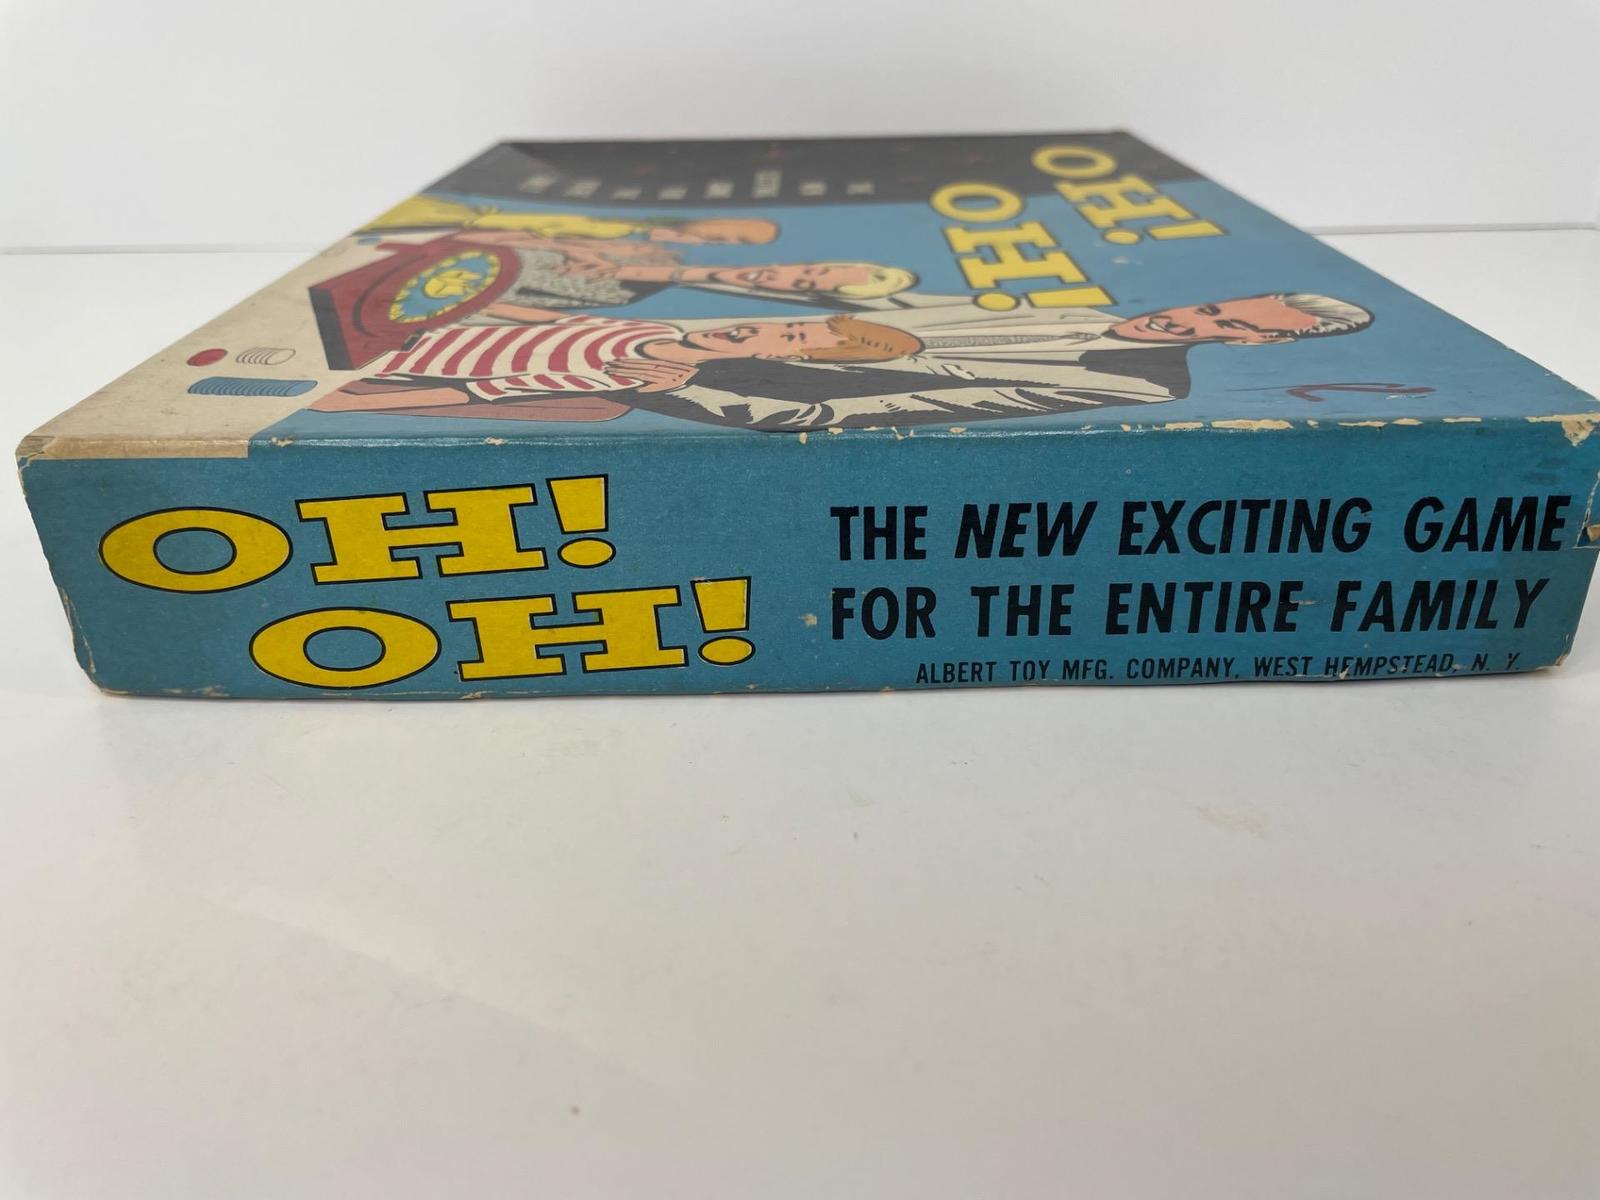 OH!
OH!
OH!
OH!
THE NEW EXCITING GAME
FOR THE ENTIRE FAMILY
ALBERT TOY MFG. COMPANY, WEST HEMPSTEAD, N. Y.